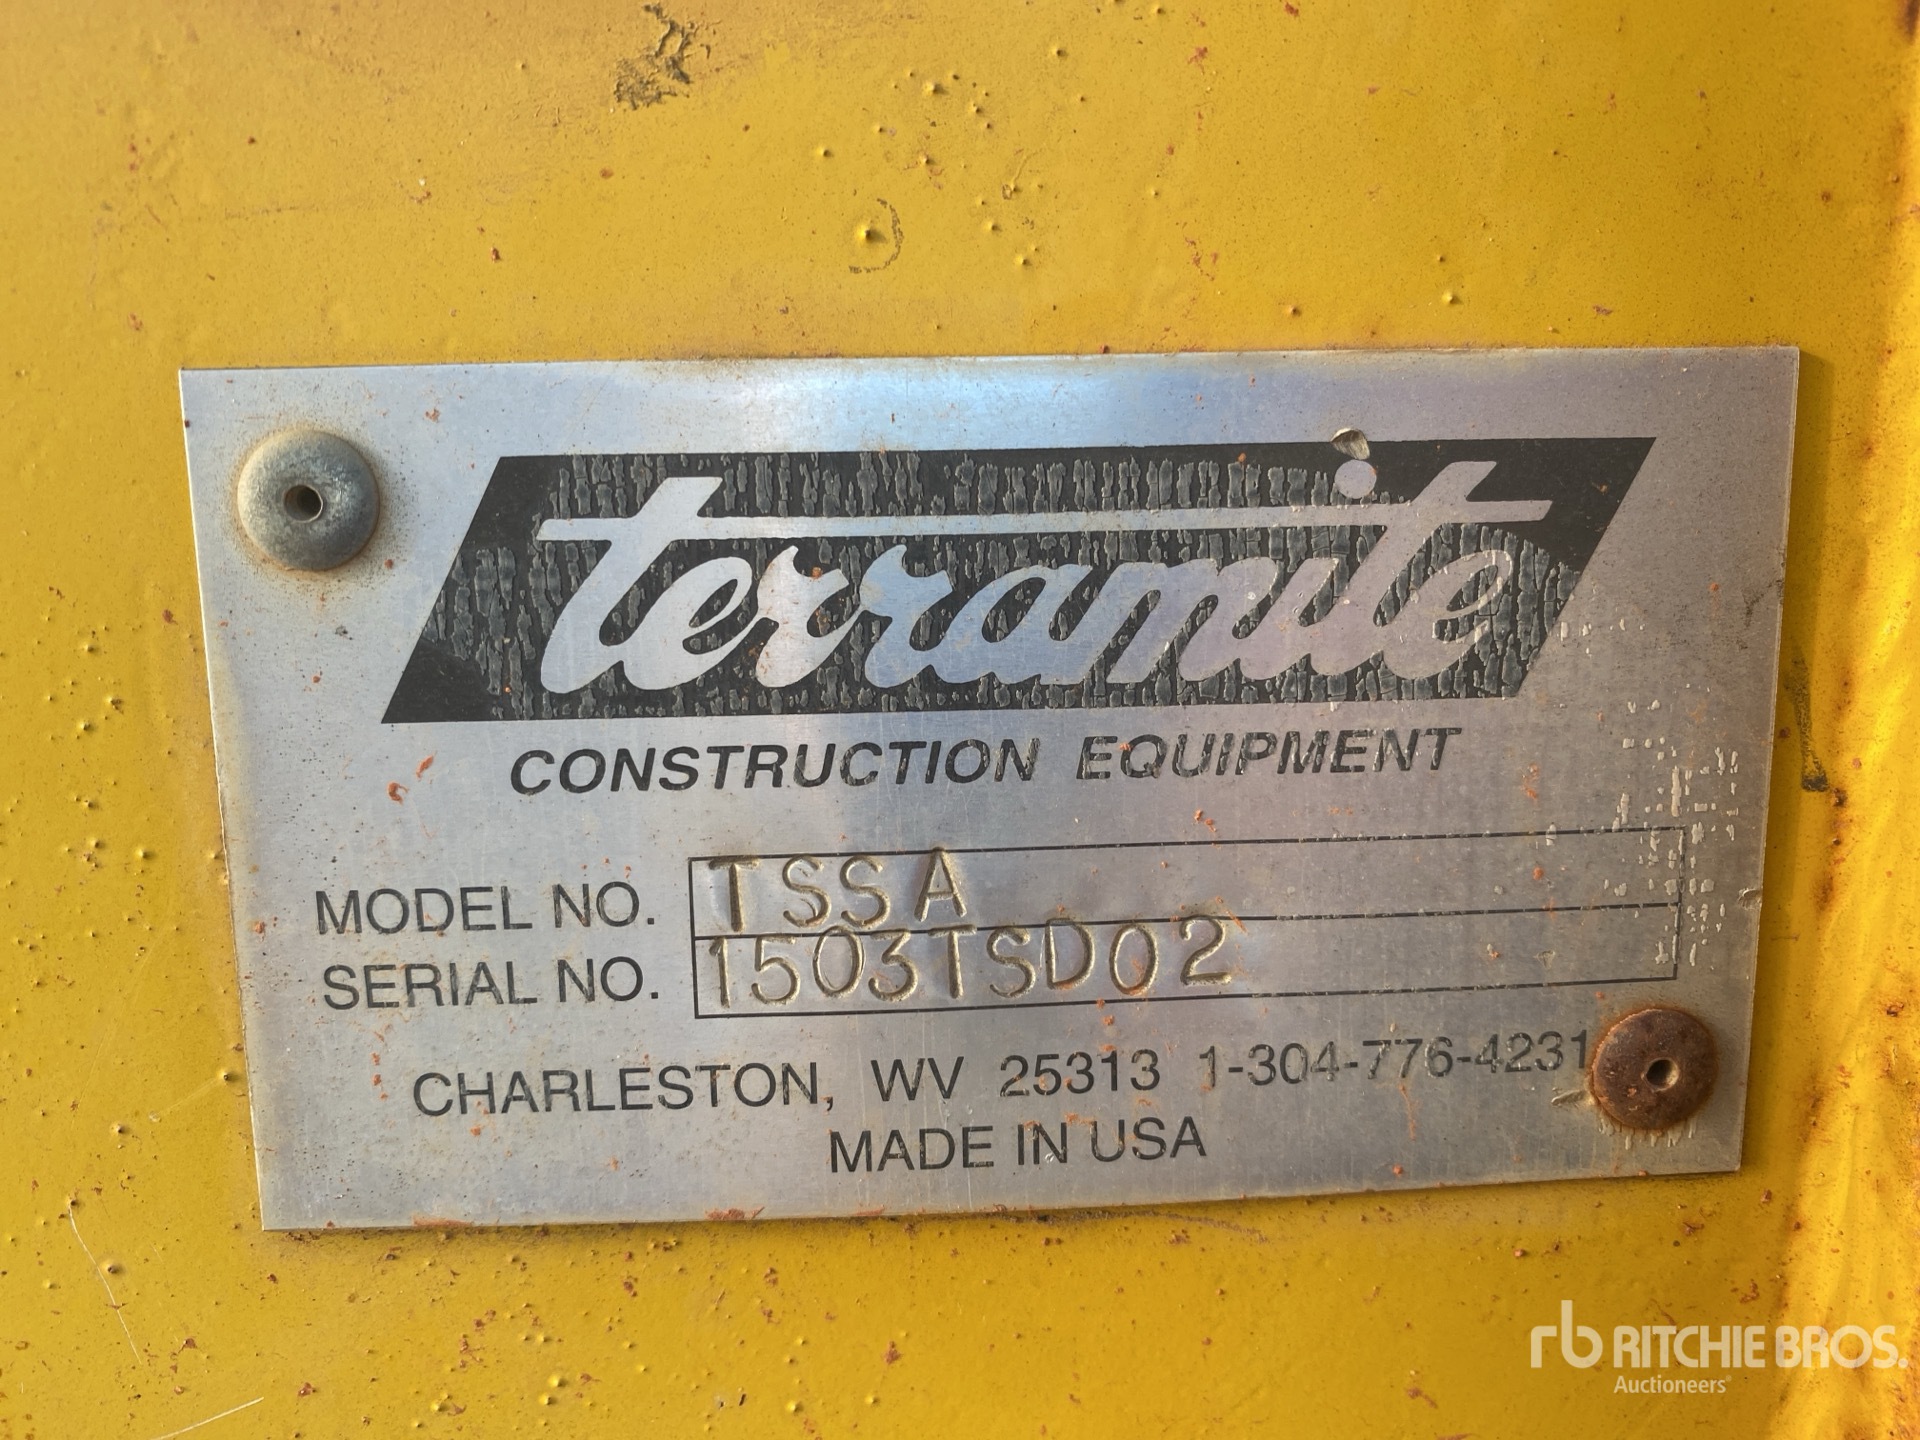 terramite
CONSTRUCTION EQUIPMENT
MODEL NO. TSSA
SERIAL NO. 1503TSD02
CHARLESTON, WV 25313 1-304-776-4231
MADE IN USA
rb RITCHIE BROS.
Auctioneers